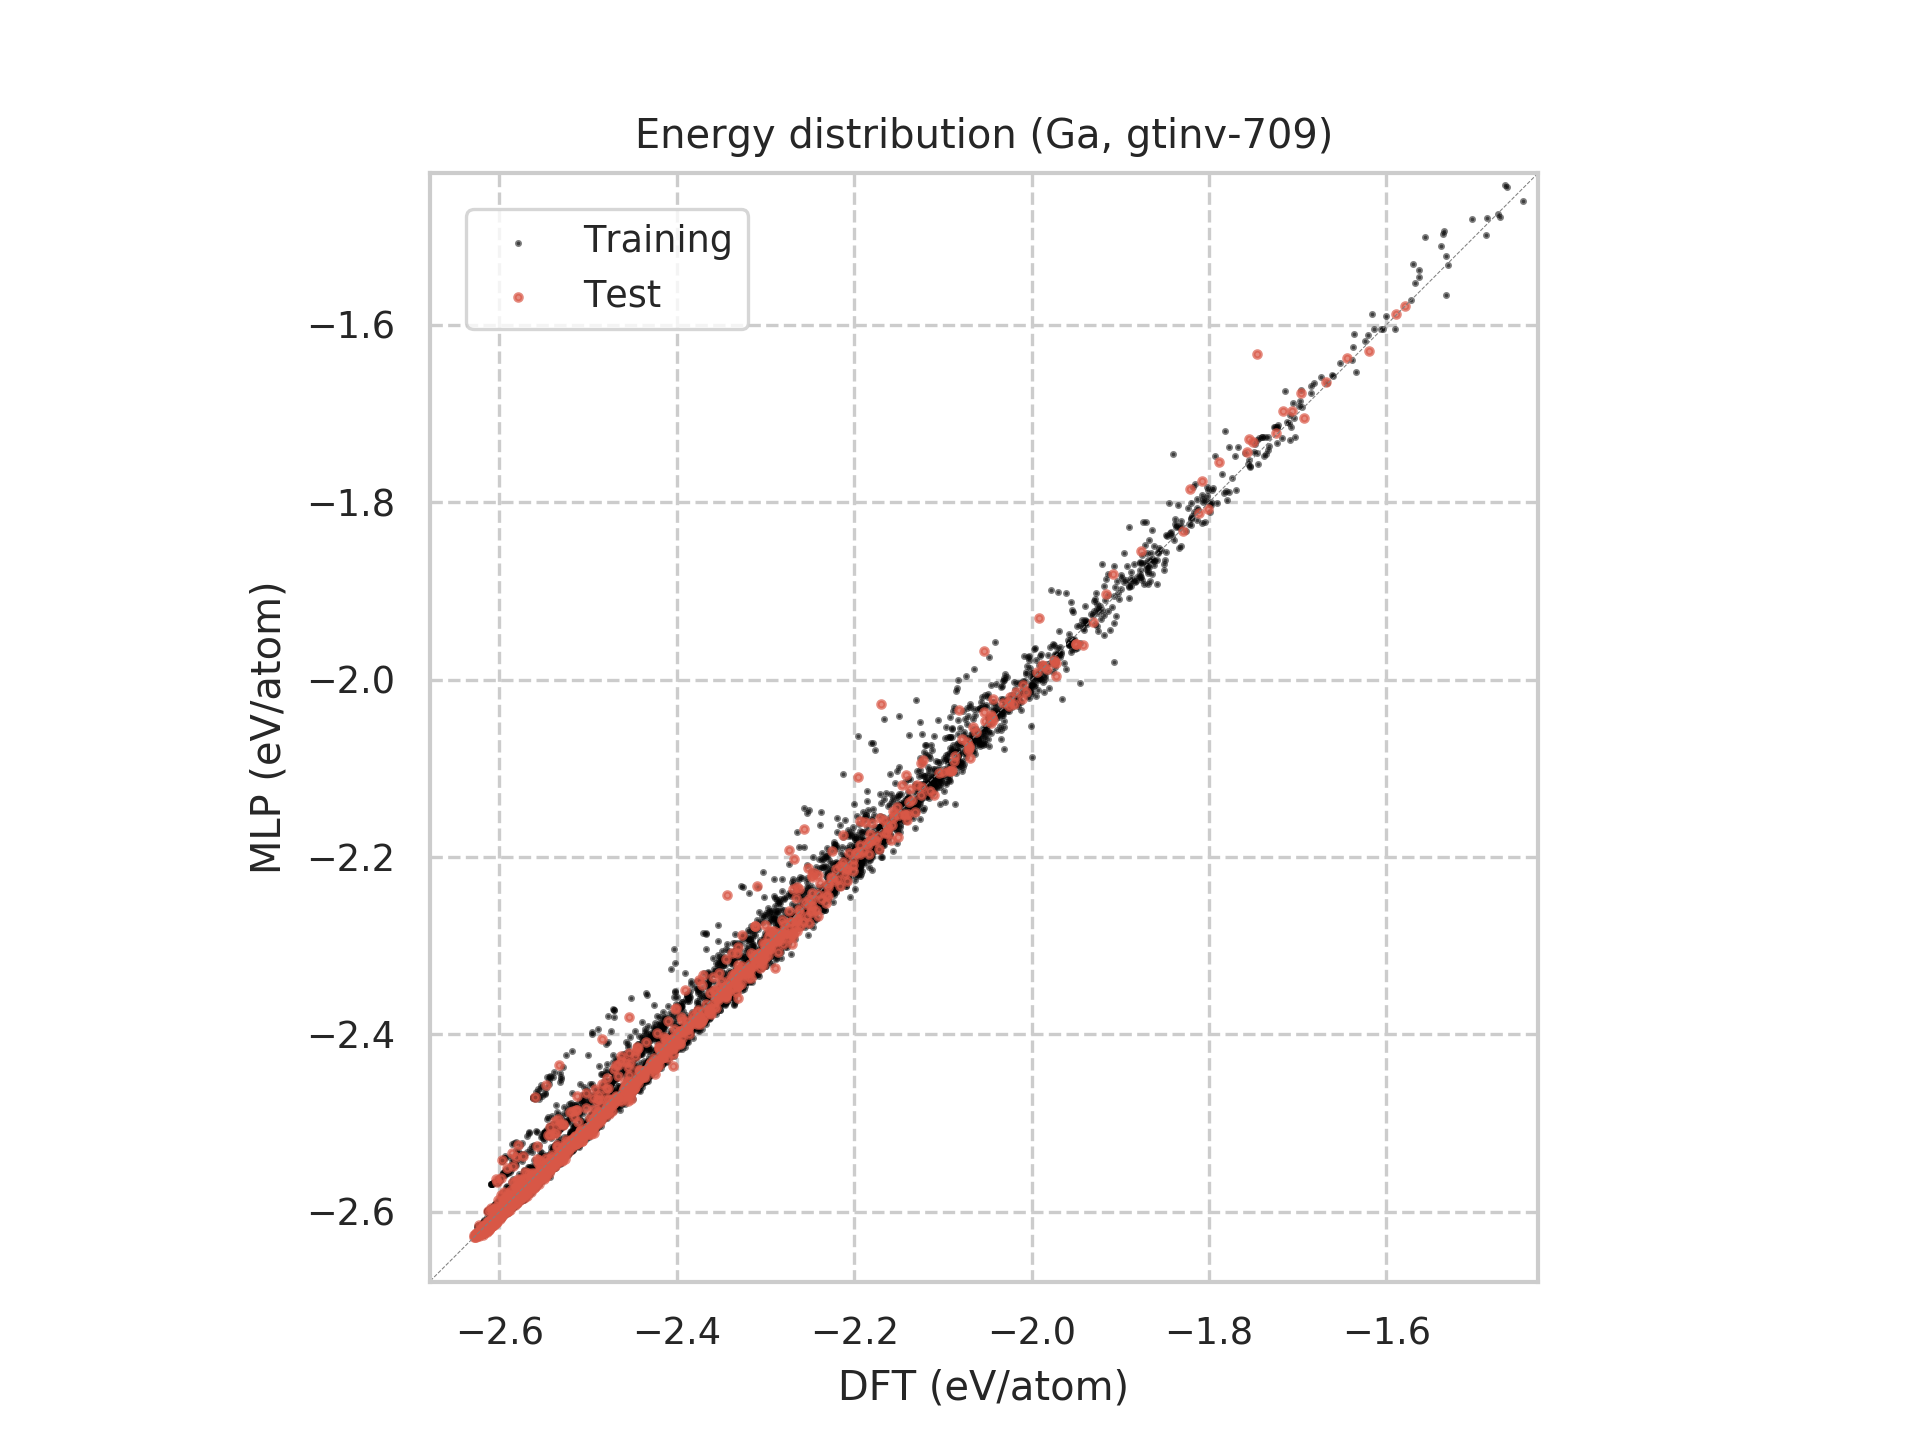 Energy distribution (Ga, gtinv-709)
Training
Test
−1.6
−1.8
−2.0
−2.2
−2.4
−2.6
MLP (eV/atom)
−2.6 −2.4 −2.2 −2.0 −1.8 −1.6
DFT (eV/atom)